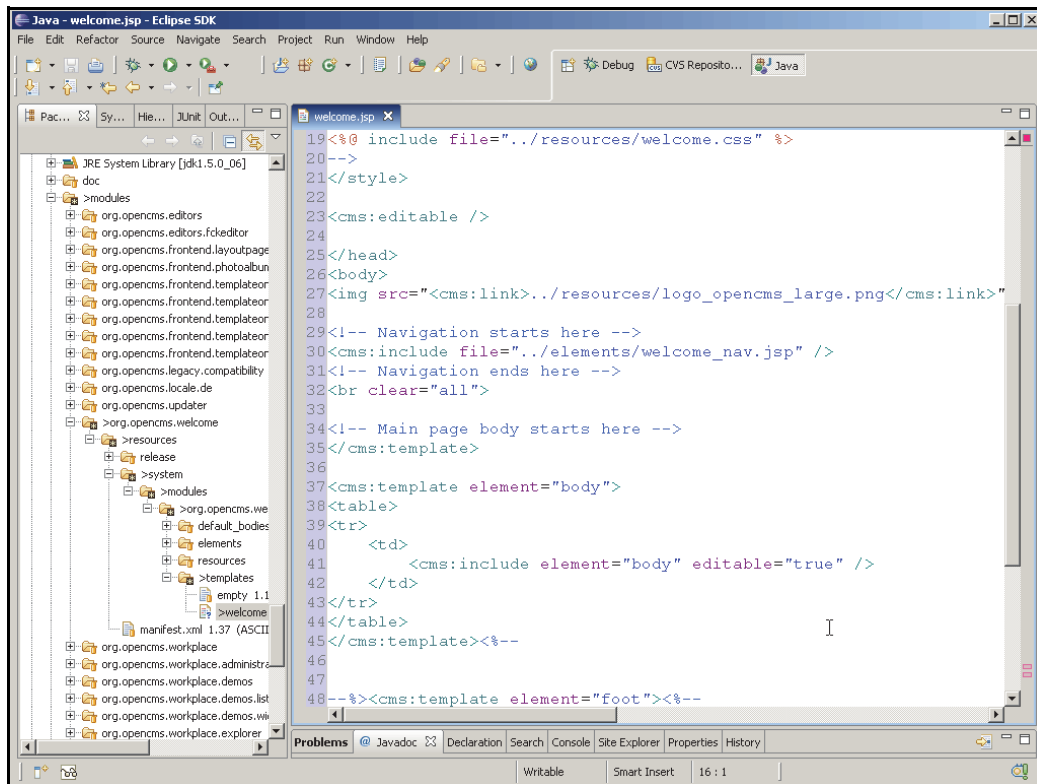 Java - welcome.jsp - Eclipse SDK
File Edit Refactor Source Navigate Search Project Run Window Help
Debug CVS Reposito... Java
Pac... Sy... Hie... JUnit Out...
JRE System Library [jdk1.5.0_06]
doc
>modules
org.opencms.editors
org.opencms.editors.fckeditor
org.opencms.frontend.layoutpage
org.opencms.frontend.photoalbun
org.opencms.frontend.templateor
org.opencms.frontend.templateor
org.opencms.frontend.templateor
org.opencms.frontend.templateor
org.opencms.frontend.templateor
org.opencms.legacy.compatibility
org.opencms.locale.de
org.opencms.updater
>org.opencms.welcome
>resources
release
>system
>modules
>org.opencms.we
default_bodies
elements
resources
>templates
empty 1.1
>welcome
manifest.xml 1.37 (ASCII
org.opencms.workplace
org.opencms.workplace.administra
org.opencms.workplace.demos
org.opencms.workplace.demos.list
org.opencms.workplace.demos.wi
org.opencms.workplace.explorer
welcome.jsp
19 <%@ include file="../resources/welcome.css" %>
20 -->
21 </style>
22
23 <cms:editable />
24
25 </head>
26 <body>
27 <img src="<cms:link>../resources/logo_opencms_large.png</cms:link>"
28
29 <!-- Navigation starts here -->
30 <cms:include file="../elements/welcome_nav.jsp" />
31 <!-- Navigation ends here -->
32 <br clear="all">
33
34 <!-- Main page body starts here -->
35 </cms:template>
36
37 <cms:template element="body">
38 <table>
39 <tr>
40 <td>
41 <cms:include element="body" editable="true" />
42 </td>
43 </tr>
44 </table>
45 </cms:template><%--
46
47
48 --%><cms:template element="foot"><%--
Problems @ Javadoc Declaration Search Console Site Explorer Properties History
Writable Smart Insert 16 : 1